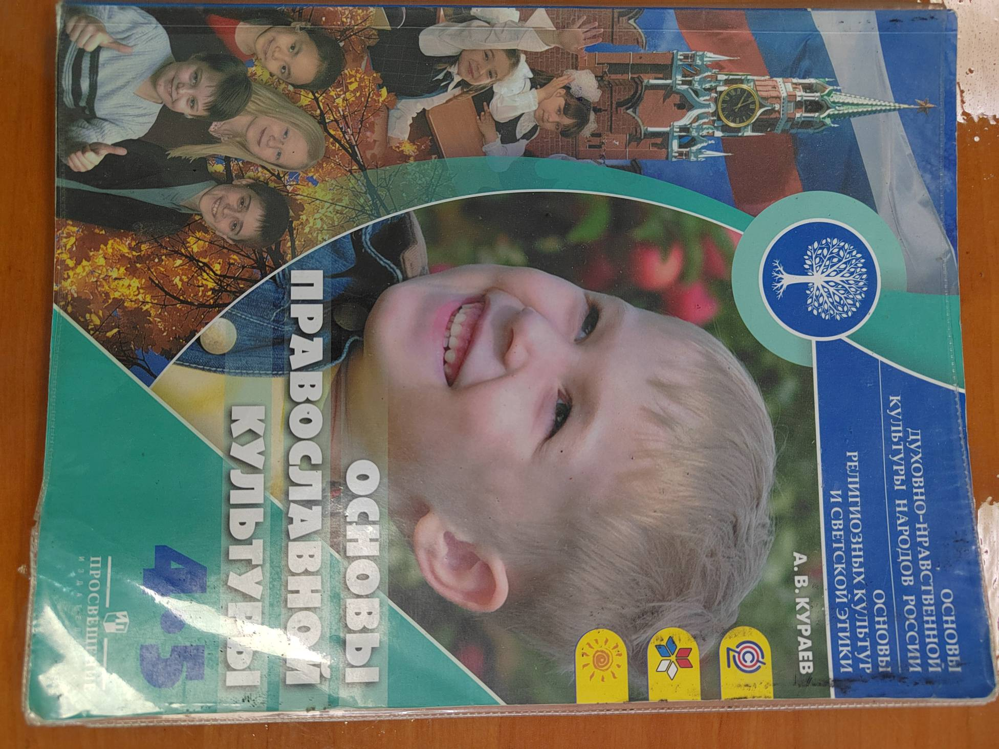 ОСНОВЫ
ДУХОВНО-НРАВСТВЕННОЙ
КУЛЬТУРЫ НАРОДОВ РОССИИ
ОСНОВЫ
РЕЛИГИОЗНЫХ КУЛЬТУР
И СВЕТСКОЙ ЭТИКИ
А. В. КУРАЕВ
ОСНОВЫ
ПРАВОСЛАВНОЙ
КУЛЬТУРЫ
4·5
ПРОСВЕЩЕНИЕ